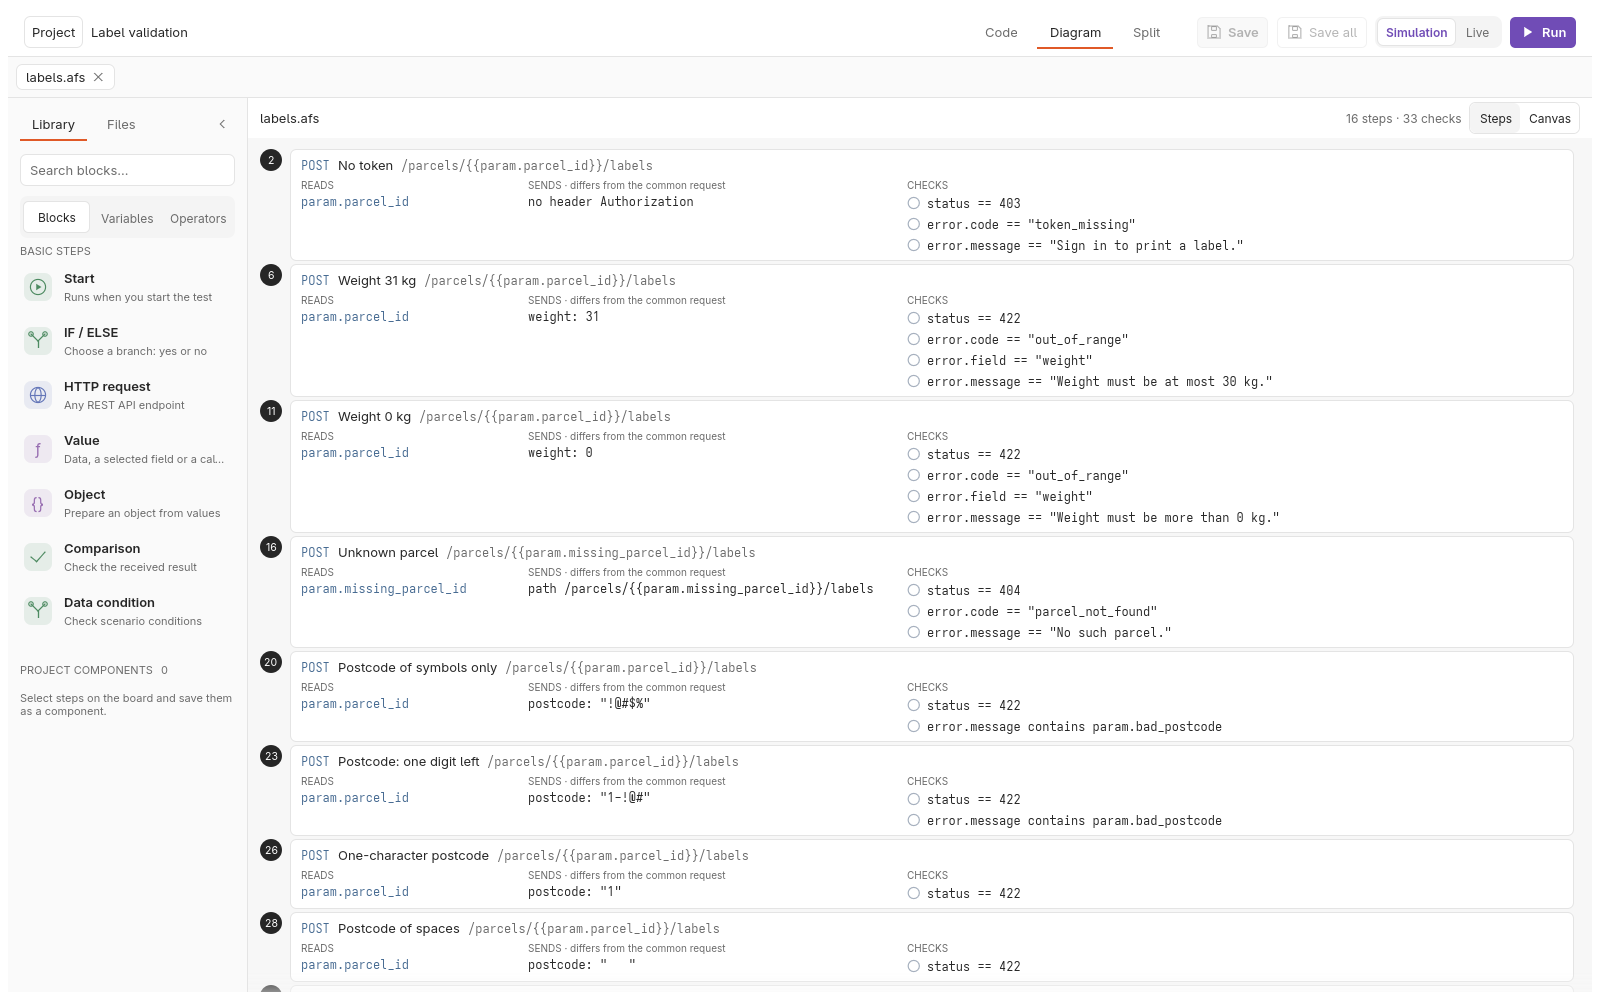 Project
Label validation
Code
Diagram
Split
Save
Save all
Simulation
Live
Run
labels.afs
Library
Files
Search blocks...
Blocks
Variables
Operators
BASIC STEPS
Start
Runs when you start the test
IF / ELSE
Choose a branch: yes or no
HTTP request
Any REST API endpoint
Value
Data, a selected field or a cal...
Object
Prepare an object from values
Comparison
Check the received result
Data condition
Check scenario conditions
PROJECT COMPONENTS 0
Select steps on the board and save them
as a component.
labels.afs
16 steps · 33 checks
Steps
Canvas
2
POST No token /parcels/{{param.parcel_id}}/labels
READS
param.parcel_id
SENDS · differs from the common request
no header Authorization
CHECKS
status == 403
error.code == "token_missing"
error.message == "Sign in to print a label."
6
POST Weight 31 kg /parcels/{{param.parcel_id}}/labels
READS
param.parcel_id
SENDS · differs from the common request
weight: 31
CHECKS
status == 422
error.code == "out_of_range"
error.field == "weight"
error.message == "Weight must be at most 30 kg."
11
POST Weight 0 kg /parcels/{{param.parcel_id}}/labels
READS
param.parcel_id
SENDS · differs from the common request
weight: 0
CHECKS
status == 422
error.code == "out_of_range"
error.field == "weight"
error.message == "Weight must be more than 0 kg."
16
POST Unknown parcel /parcels/{{param.missing_parcel_id}}/labels
READS
param.missing_parcel_id
SENDS · differs from the common request
path /parcels/{{param.missing_parcel_id}}/labels
CHECKS
status == 404
error.code == "parcel_not_found"
error.message == "No such parcel."
20
POST Postcode of symbols only /parcels/{{param.parcel_id}}/labels
READS
param.parcel_id
SENDS · differs from the common request
postcode: "!@#$%"
CHECKS
status == 422
error.message contains param.bad_postcode
23
POST Postcode: one digit left /parcels/{{param.parcel_id}}/labels
READS
param.parcel_id
SENDS · differs from the common request
postcode: "1-!@#"
CHECKS
status == 422
error.message contains param.bad_postcode
26
POST One-character postcode /parcels/{{param.parcel_id}}/labels
READS
param.parcel_id
SENDS · differs from the common request
postcode: "1"
CHECKS
status == 422
28
POST Postcode of spaces /parcels/{{param.parcel_id}}/labels
READS
param.parcel_id
SENDS · differs from the common request
postcode: "   "
CHECKS
status == 422